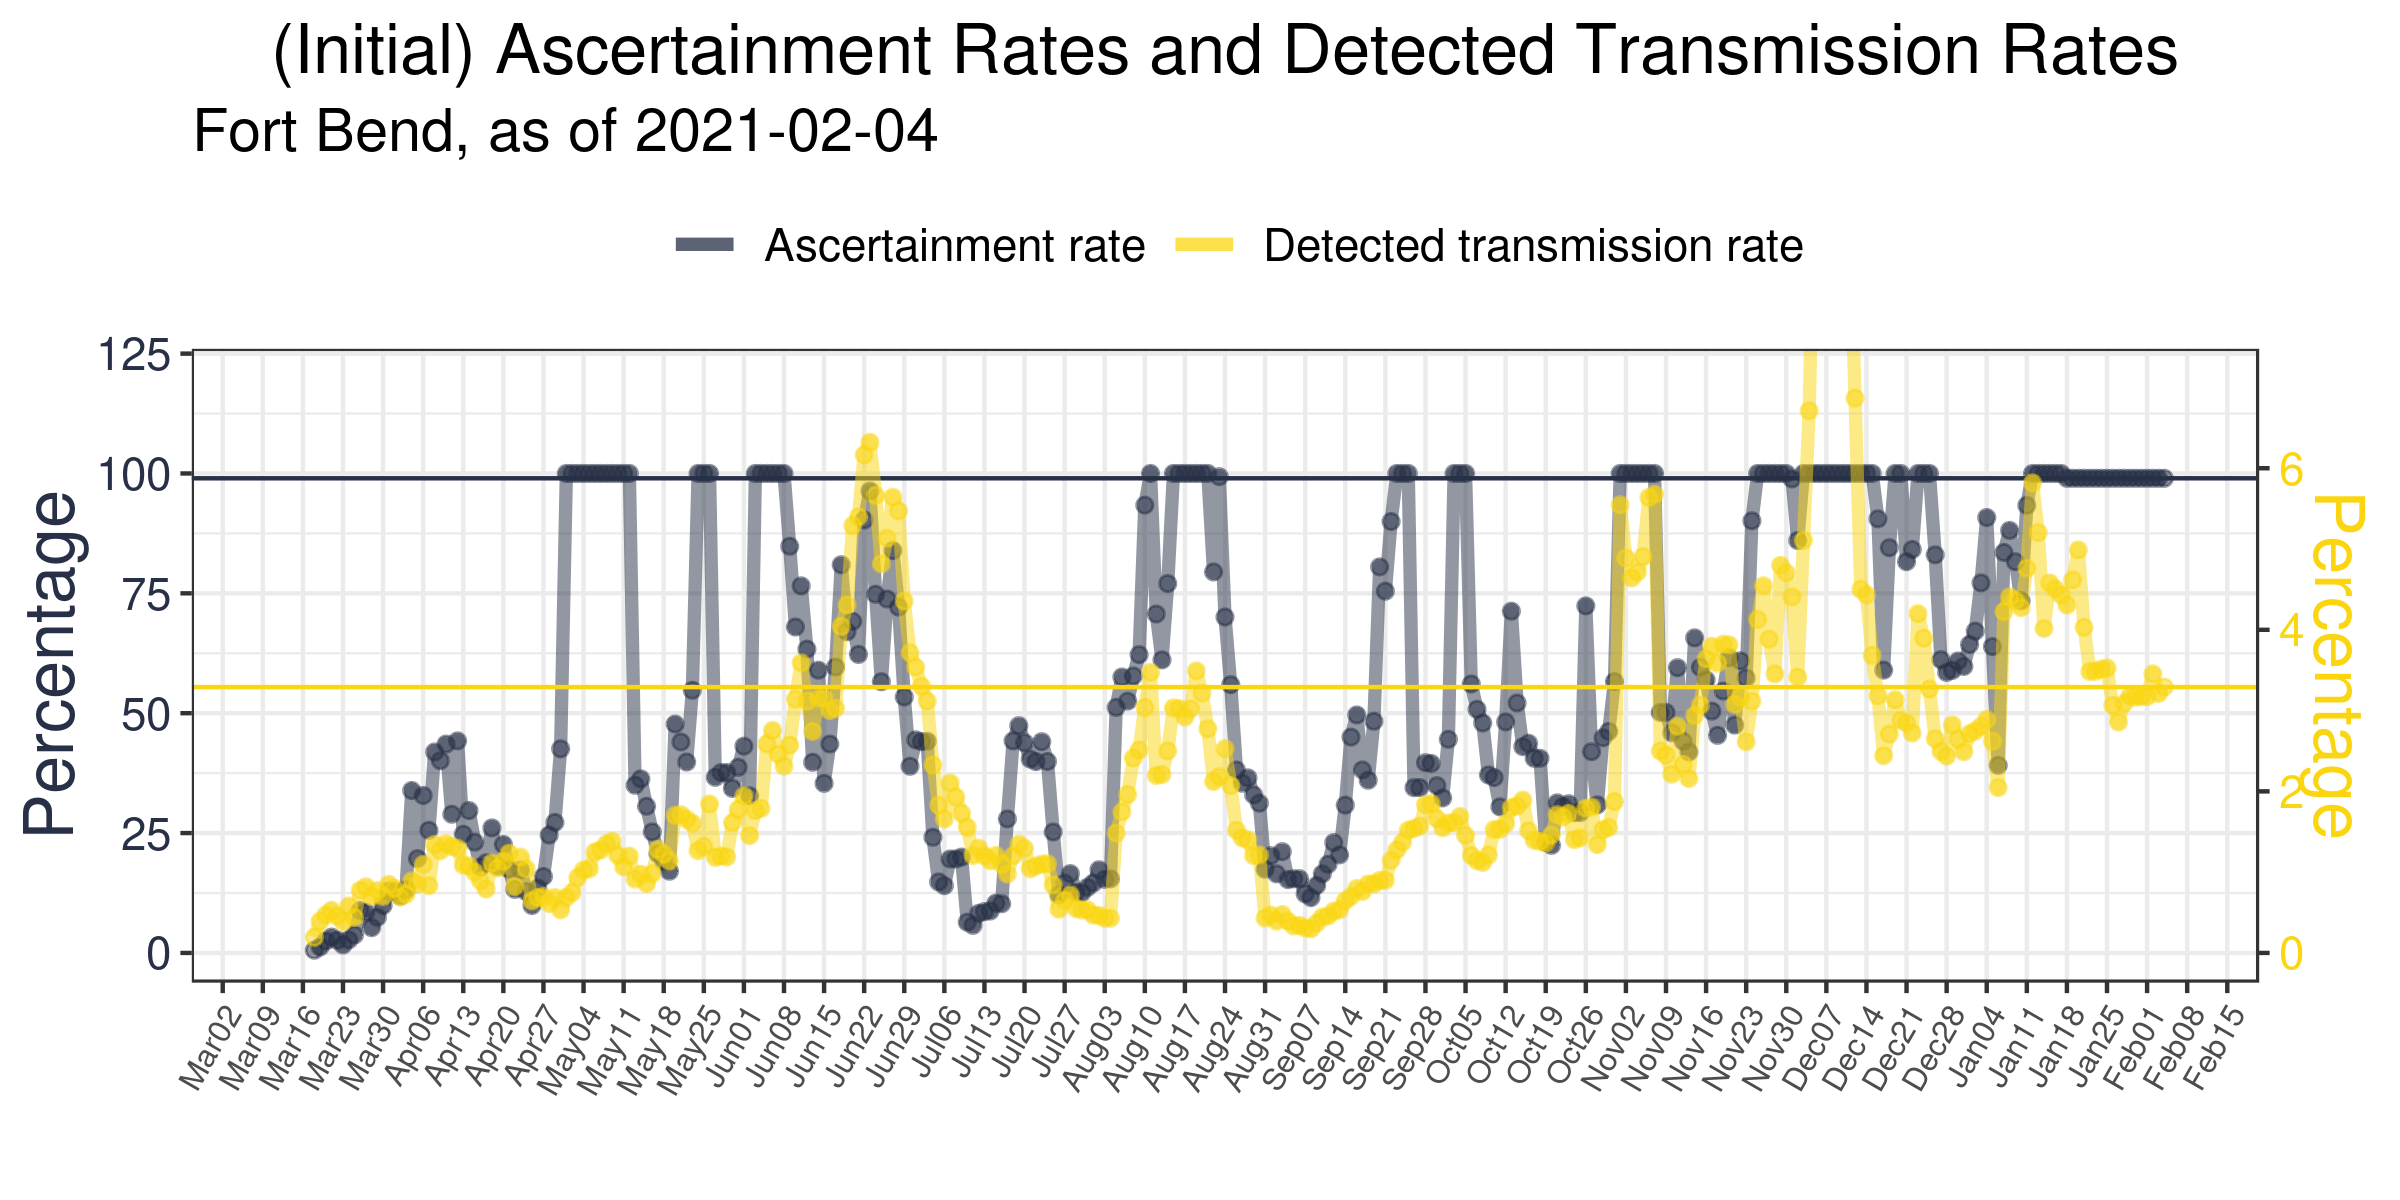 (Initial) Ascertainment Rates and Detected Transmission Rates
Fort Bend, as of 2021-02-04
Ascertainment rate
Detected transmission rate
125
100
75
50
25
0
Percentage
6
4
2
0
Percentage
Mar02
Mar09
Mar16
Mar23
Mar30
Apr06
Apr13
Apr20
Apr27
May04
May11
May18
May25
Jun01
Jun08
Jun15
Jun22
Jun29
Jul06
Jul13
Jul20
Jul27
Aug03
Aug10
Aug17
Aug24
Aug31
Sep07
Sep14
Sep21
Sep28
Oct05
Oct12
Oct19
Oct26
Nov02
Nov09
Nov16
Nov23
Nov30
Dec07
Dec14
Dec21
Dec28
Jan04
Jan11
Jan18
Jan25
Feb01
Feb08
Feb15